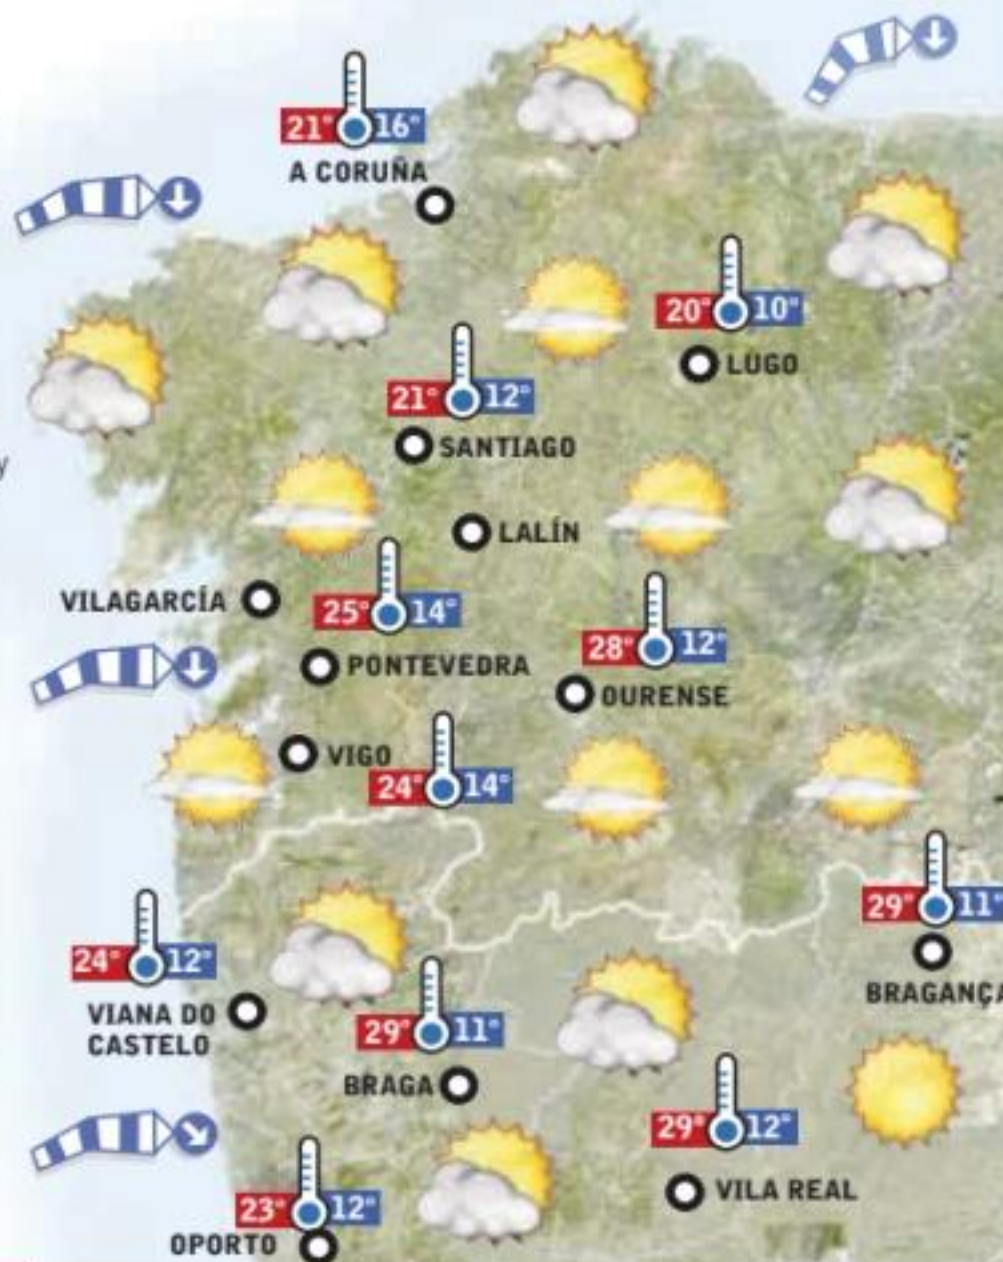 21° 16°
A CORUÑA
20° 10°
LUGO
21° 12°
SANTIAGO
y
LALÍN
VILAGARCÍA
25° 14°
PONTEVEDRA
28° 12°
OURENSE
VIGO
24° 14°
29° 11°
BRAGANÇA
24° 12°
VIANA DO
CASTELO
29° 11°
BRAGA
29° 12°
VILA REAL
23° 12°
OPORTO